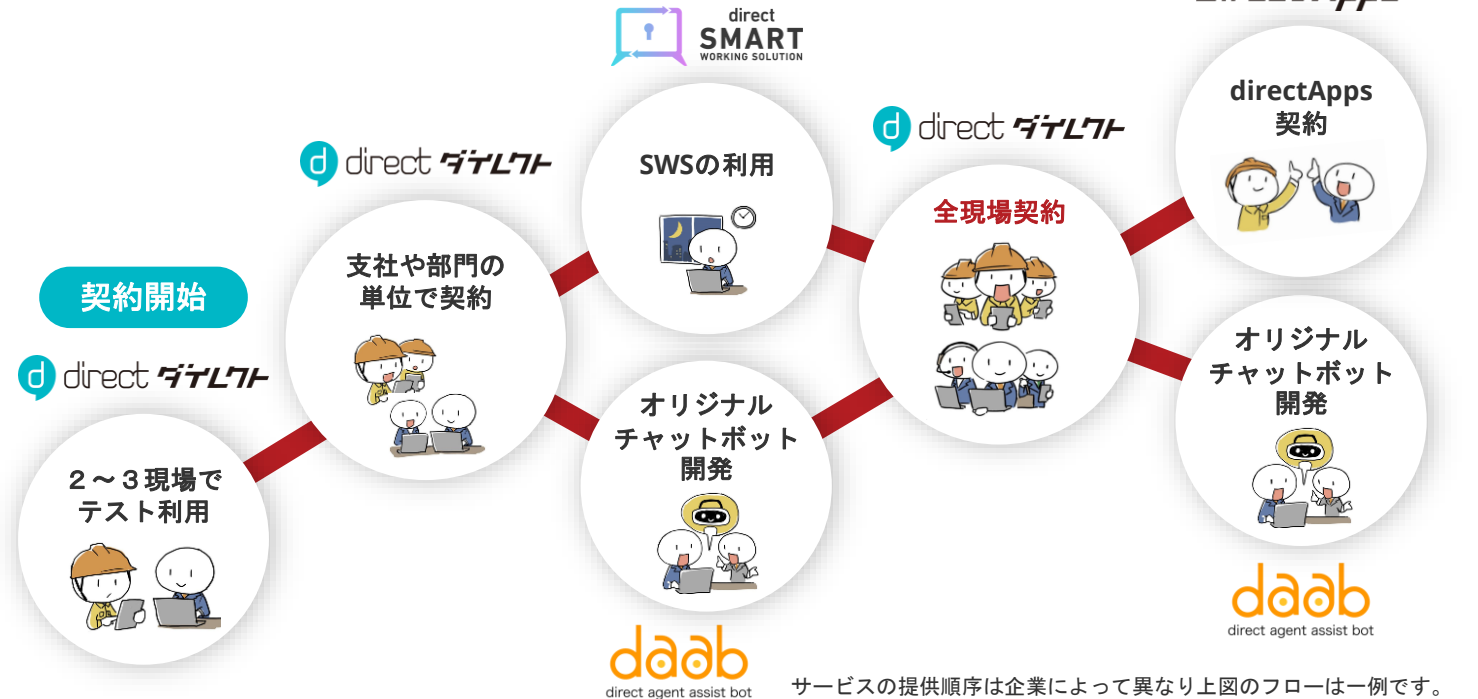 契約開始
direct ダイレクト
２～３現場で
テスト利用
direct ダイレクト
支社や部門の
単位で契約
direct
SMART
WORKING SOLUTION
SWSの利用
オリジナル
チャットボット
開発
daab
direct agent assist bot
direct ダイレクト
全現場契約
directApps
契約
オリジナル
チャットボット
開発
daab
direct agent assist bot
サービスの提供順序は企業によって異なり上図のフローは一例です。